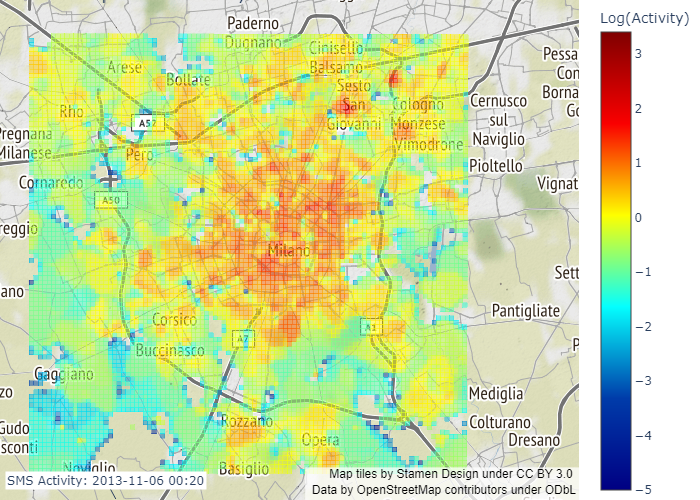 Log(Activity)
3
2
1
0
−1
−2
−3
−4
−5
Paderno
Dugnano
Cinisello
Balsamo
Arese
Bollate
Sesto
San
Giovanni
Cologno
Monzese
Vimodrone
Cernusco
sul
Naviglio
Pessa
Con
Borna
Go
Rho
A52
Pregnana
Milanese
Pero
Pioltello
Cornaredo
Vignat
A50
reggio
Milano
Sett
ano
Pantigliate
Corsico
A7
A1
Buccinasco
P
Gaggiano
zo
Mediglia
Rozzano
Colturano
Gudo
sconti
Opera
Dresano
Noviglio
Basiglio
SMS Activity: 2013-11-06 00:20
Map tiles by Stamen Design under CC BY 3.0
Data by OpenStreetMap contributors under ODbL